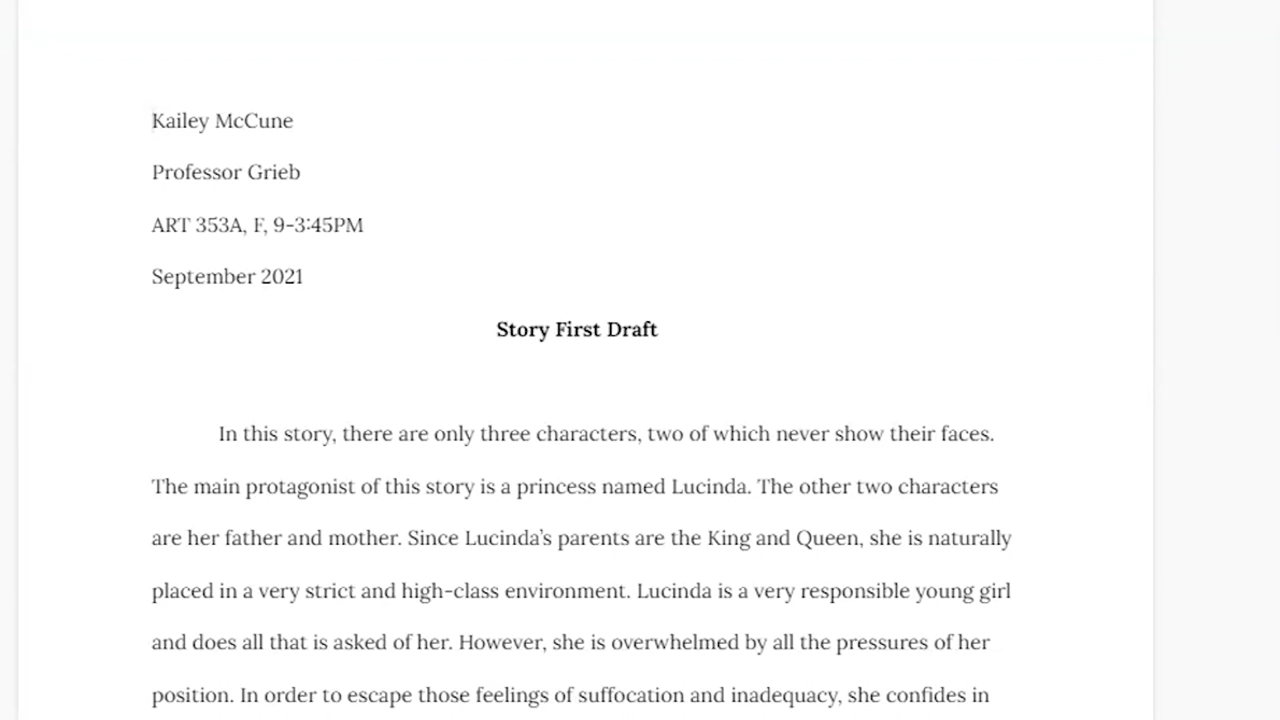 Kailey McCune
Professor Grieb
ART 353A, F, 9-3:45PM
September 2021
Story First Draft
In this story, there are only three characters, two of which never show their faces.
The main protagonist of this story is a princess named Lucinda. The other two characters
are her father and mother. Since Lucinda’s parents are the King and Queen, she is naturally
placed in a very strict and high-class environment. Lucinda is a very responsible young girl
and does all that is asked of her. However, she is overwhelmed by all the pressures of her
position. In order to escape those feelings of suffocation and inadequacy, she confides in